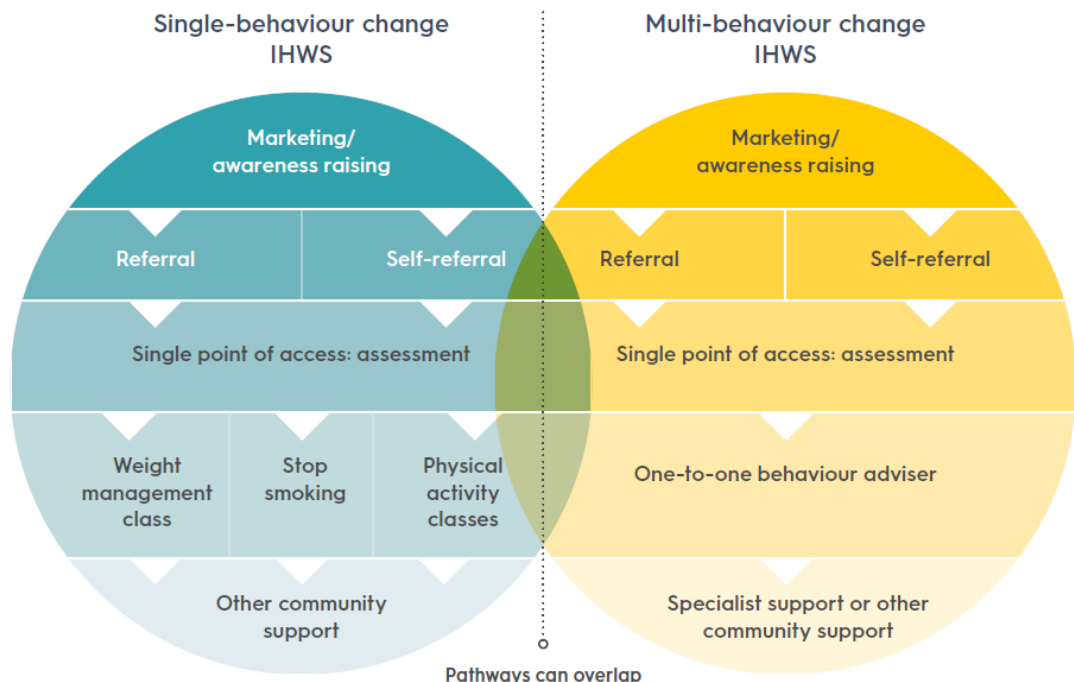 Single-behaviour change
IHWS
Marketing/
awareness raising
Referral
Self-referral
Single point of access: assessment
Weight
management
class
Stop
smoking
Physical
activity
classes
Other community
support
Multi-behaviour change
IHWS
Marketing/
awareness raising
Referral
Self-referral
Single point of access: assessment
One-to-one behaviour adviser
Specialist support or other
community support
Pathways can overlap